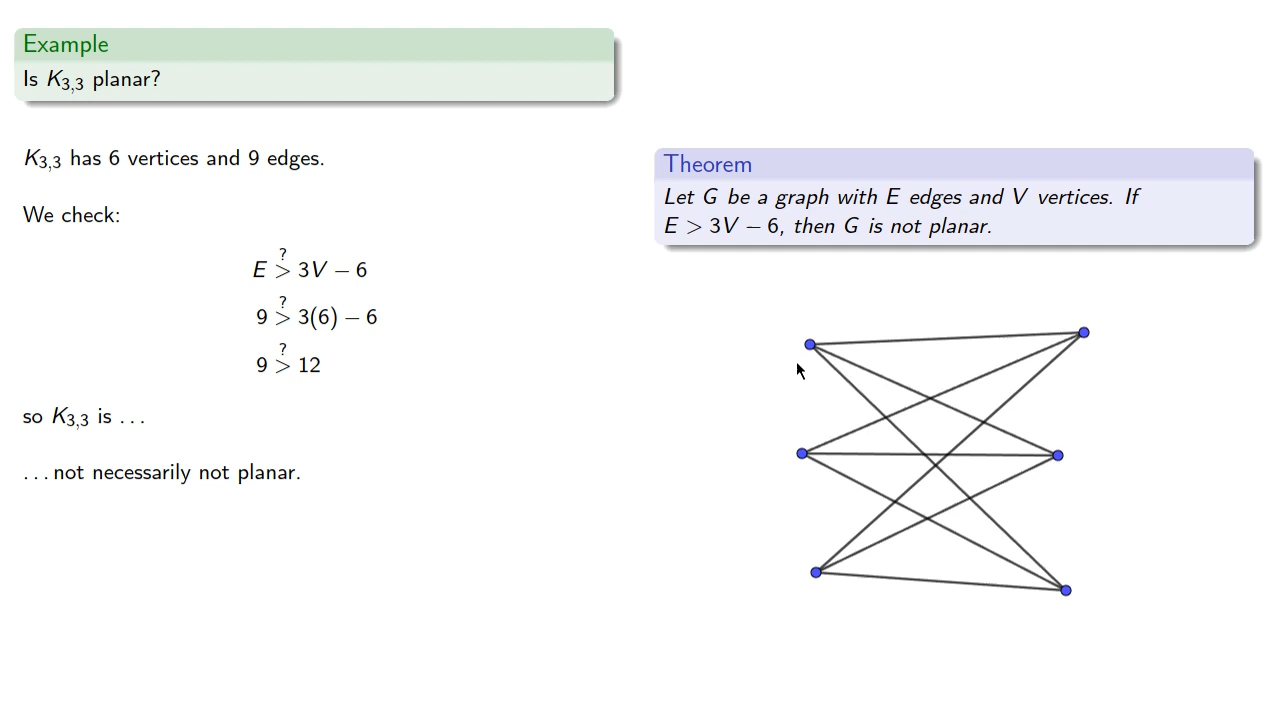 Example
Is K₃,₃ planar?
K₃,₃ has 6 vertices and 9 edges.
We check:
E >? 3V − 6
9 >? 3(6) − 6
9 >? 12
so K₃,₃ is . . .
. . . not necessarily not planar.
Theorem
Let G be a graph with E edges and V vertices. If
E > 3V − 6, then G is not planar.